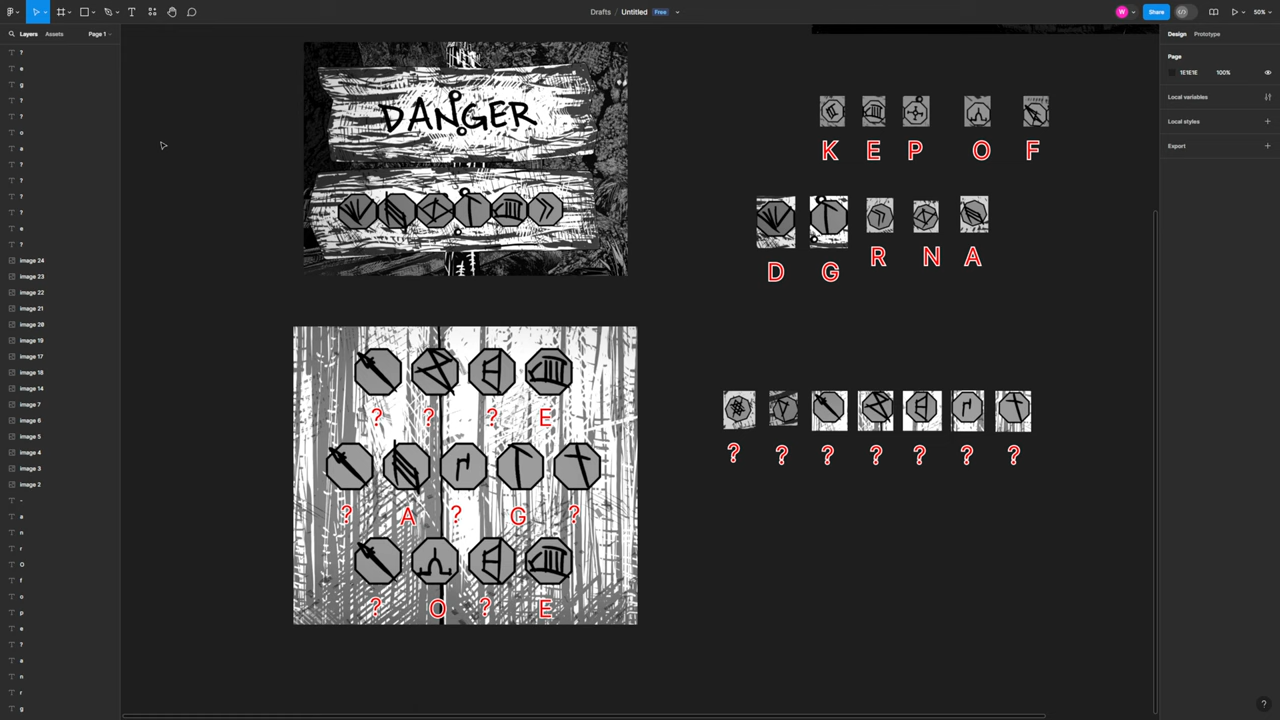 Drafts / Untitled Free
Share
50%
Layers Assets Page 1
Design Prototype
?
e
g
?
?
o
a
?
?
?
?
e
?
image 24
image 23
image 22
image 21
image 20
image 19
image 17
image 18
image 14
image 7
image 6
image 5
image 4
image 3
image 2
-
e
n
r
O
f
o
p
e
?
e
n
r
g
DANGER
? ? ? E
? A ? G ?
? O ? E
K E P O F
D G R N A
? ? ? ? ? ? ?
Page
1E1E1E 100%
Local variables
Local styles
Export
?